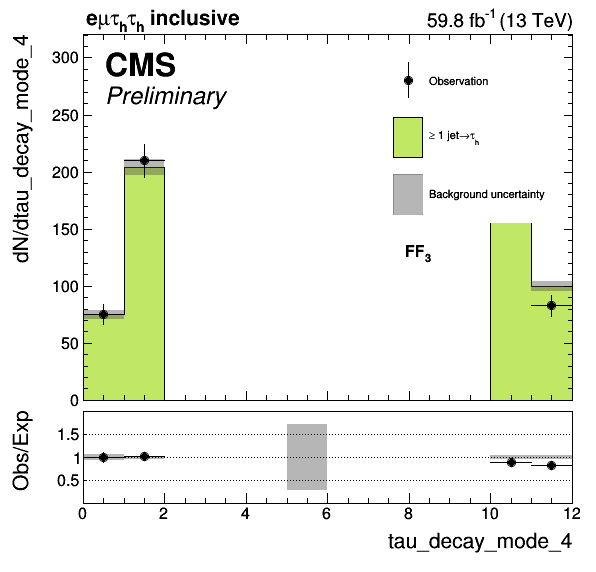 eμτhτh inclusive
59.8 fb-1 (13 TeV)
dN/dtau_decay_mode_4
300
250
200
150
100
50
0
CMS
Preliminary
Observation
≥ 1 jet→τh
Background uncertainty
FF3
Obs/Exp
1.5
1
0.5
0 2 4 6 8 10 12
tau_decay_mode_4